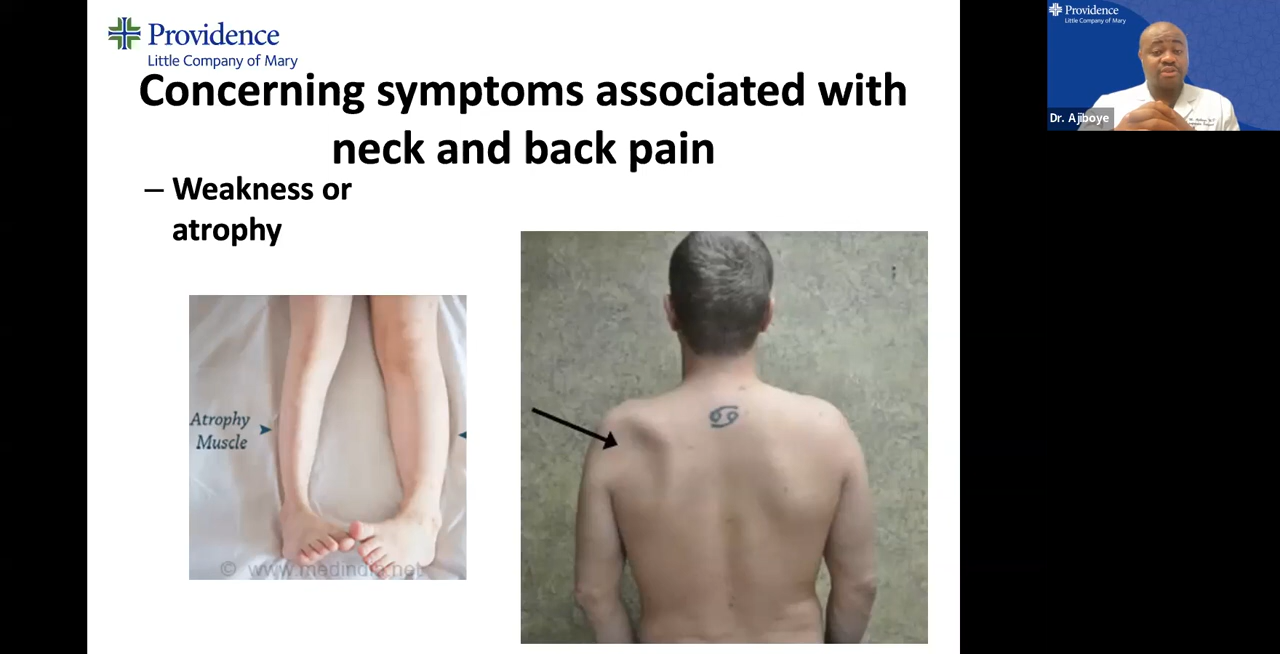 Providence
Little Company of Mary
Concerning symptoms associated with
neck and back pain
– Weakness or
atrophy
Atrophy
Muscle
© www.medindia.net
Providence
Little Company of Mary
Dr. Ajiboye